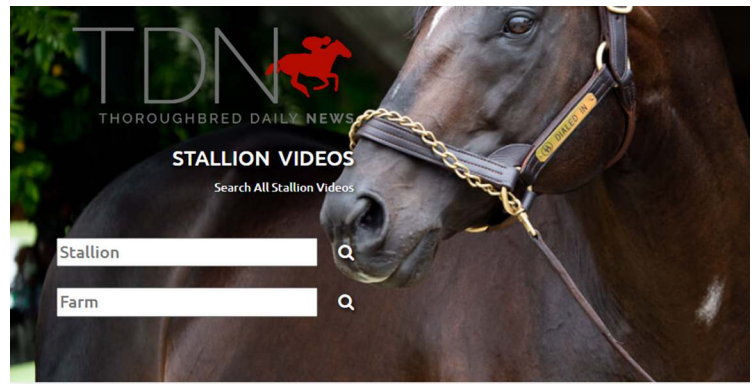 TDN
THOROUGHBRED DAILY NEWS
DIALED IN
STALLION VIDEOS
Search All Stallion Videos
Stallion
Farm